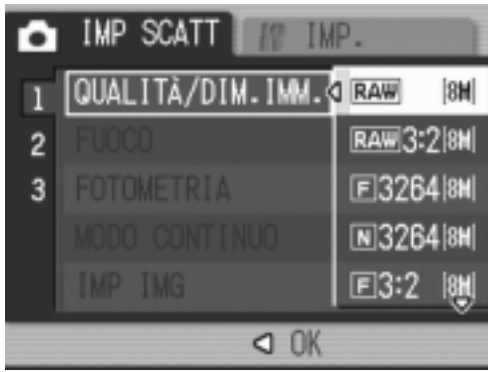 IMP SCATT IMP.
1 QUALITÀ/DIM.IMM. RAW 8M
2 FUOCO RAW 3:2 8M
3 FOTOMETRIA F 3264 8M
MODO CONTINUO N 3264 8M
IMP IMG F 3:2 8M
OK